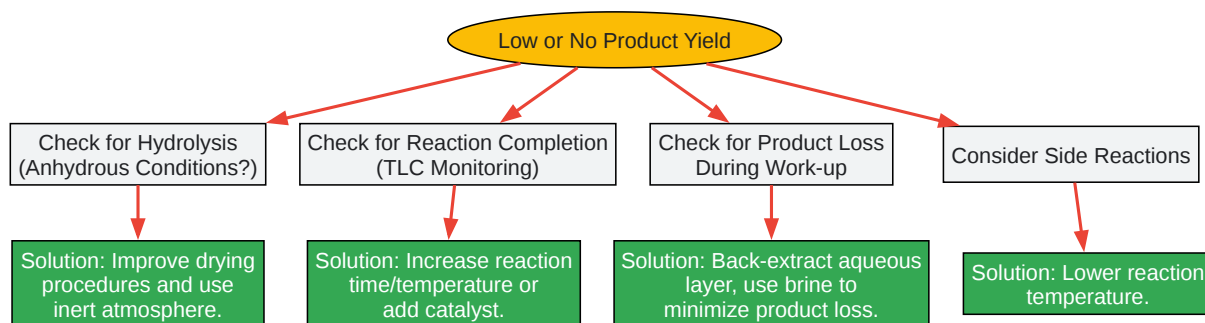 Low or No Product Yield
Check for Hydrolysis
(Anhydrous Conditions?)
Check for Reaction Completion
(TLC Monitoring)
Check for Product Loss
During Work-up
Consider Side Reactions
Solution: Improve drying
procedures and use
inert atmosphere.
Solution: Increase reaction
time/temperature or
add catalyst.
Solution: Back-extract aqueous
layer, use brine to
minimize product loss.
Solution: Lower reaction
temperature.